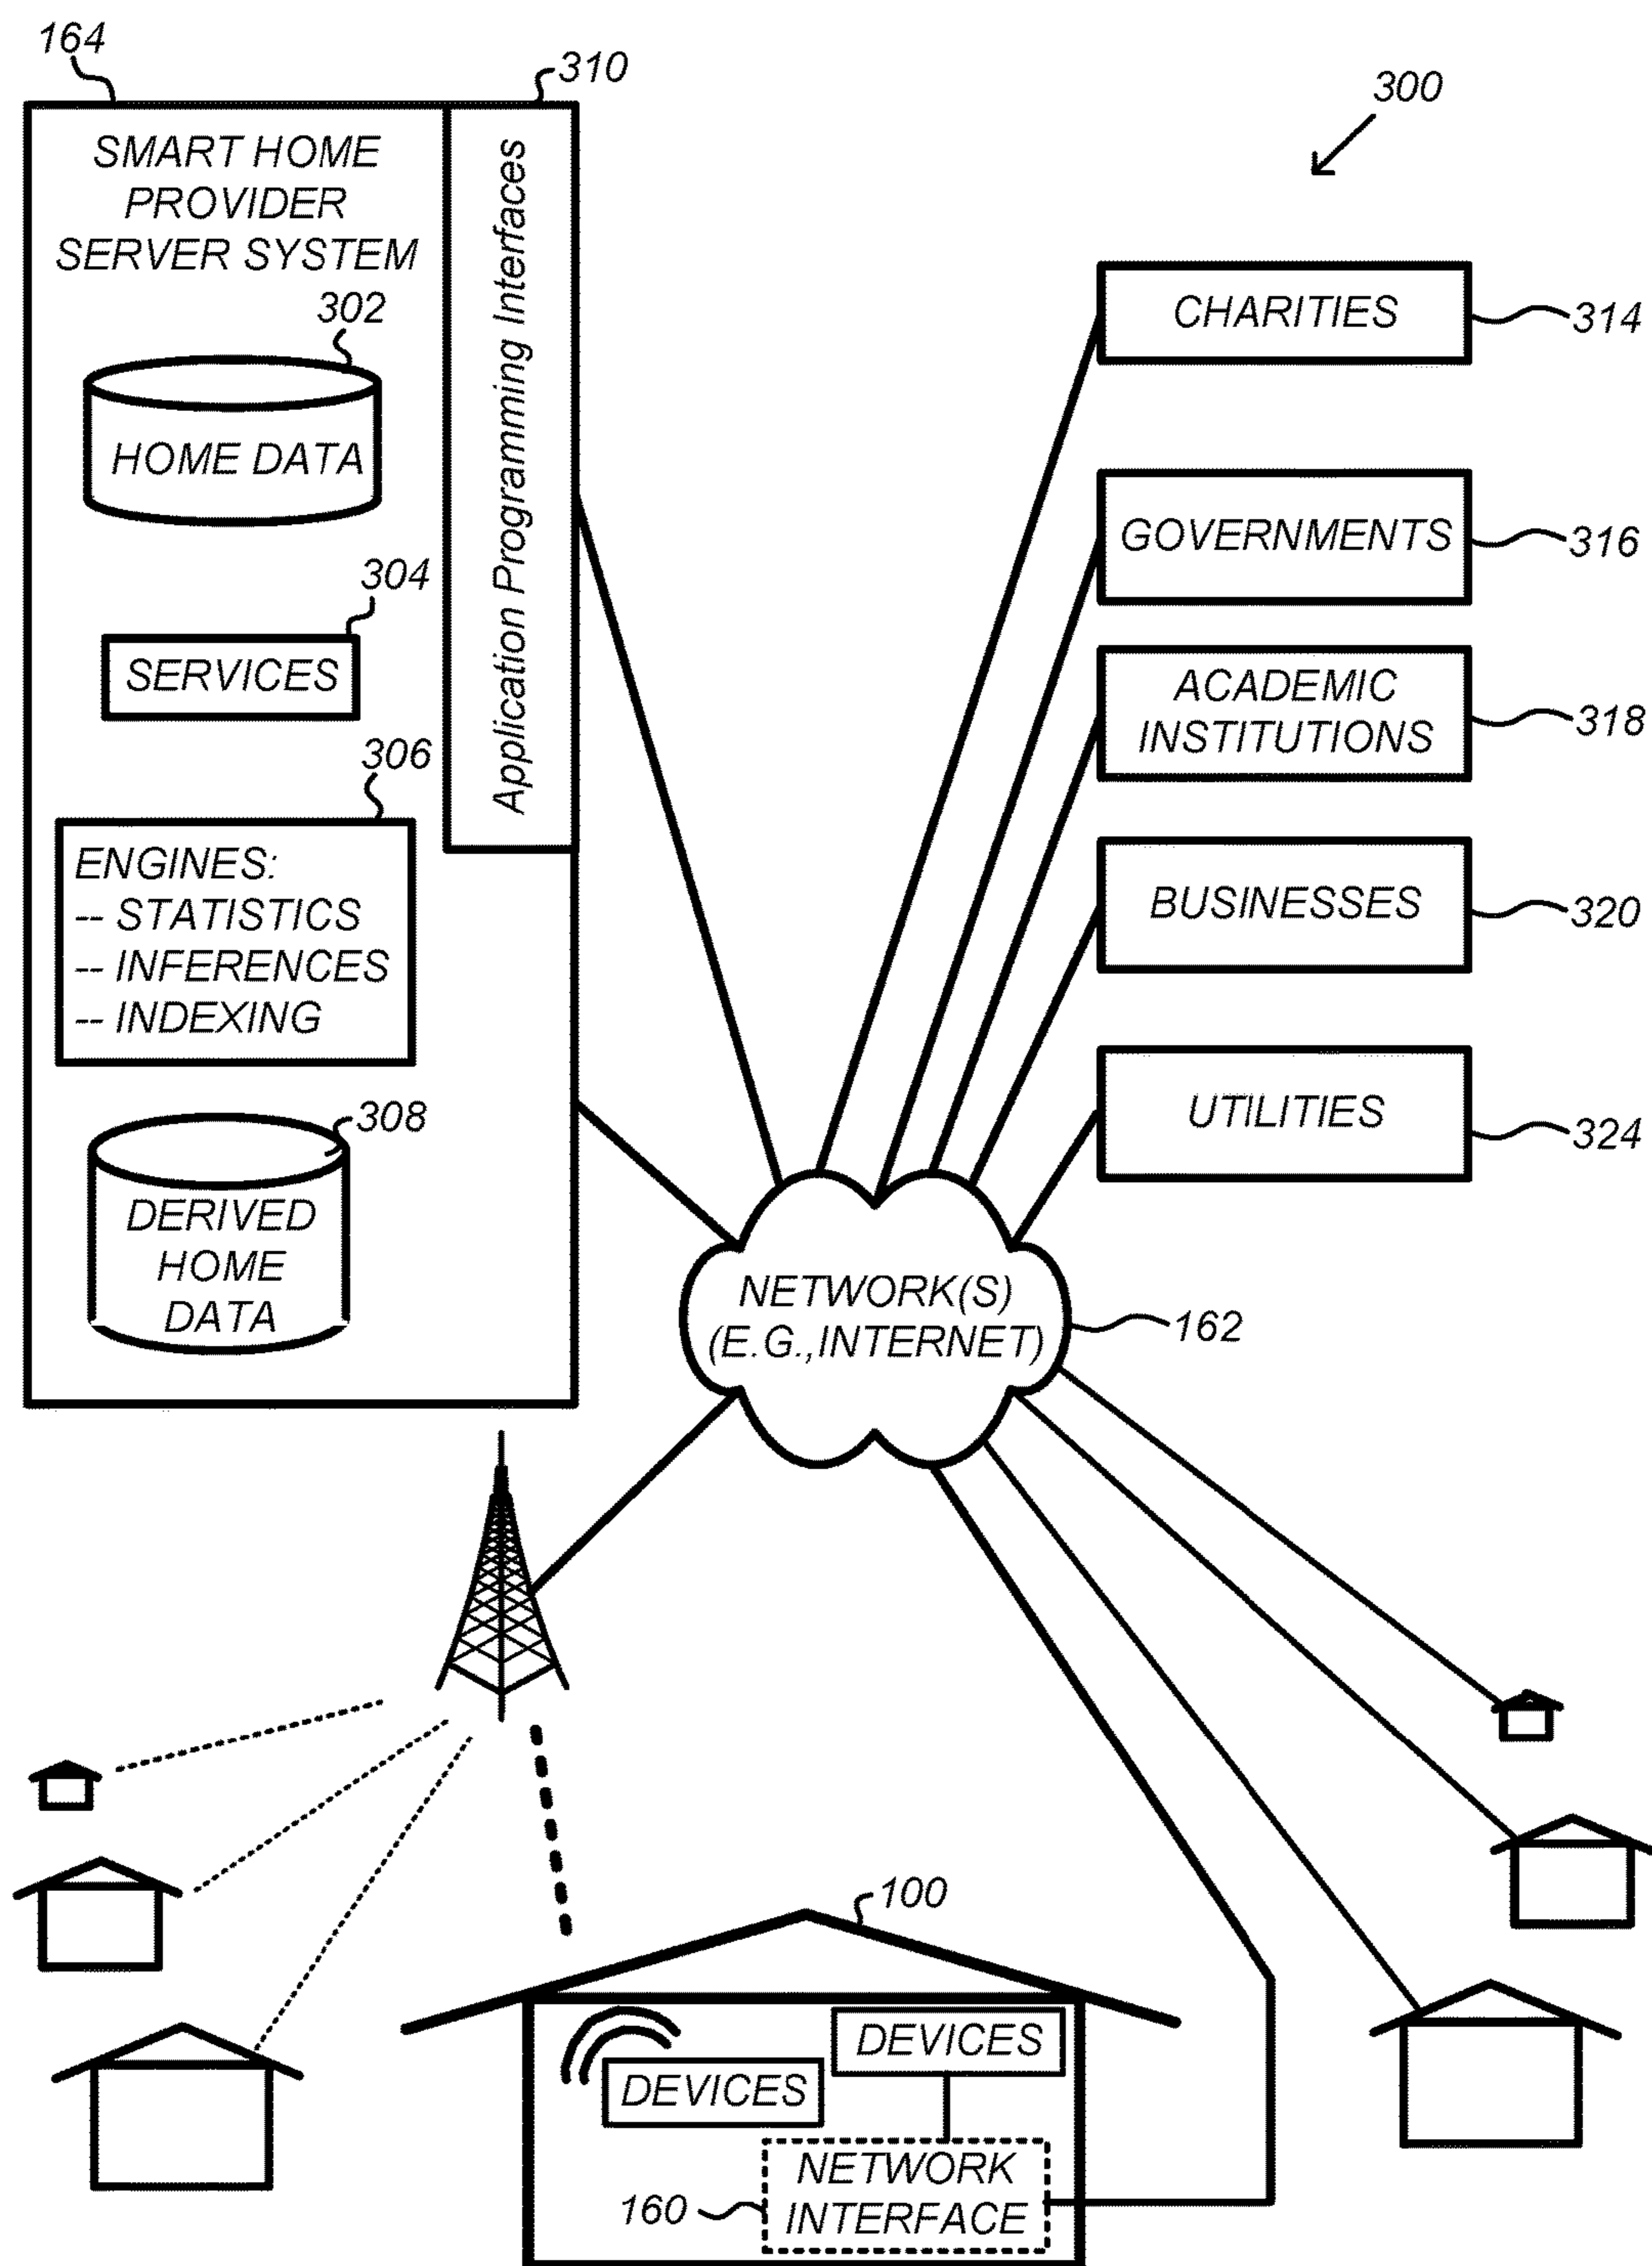 164
310
300
SMART HOME
PROVIDER
SERVER SYSTEM
Application Programming Interfaces
302
HOME DATA
304
SERVICES
306
ENGINES:
-- STATISTICS
-- INFERENCES
-- INDEXING
308
DERIVED
HOME
DATA
CHARITIES
314
GOVERNMENTS
316
ACADEMIC
INSTITUTIONS
318
BUSINESSES
320
UTILITIES
324
NETWORK(S)
(E.G.,INTERNET)
162
100
DEVICES
DEVICES
NETWORK
INTERFACE
160